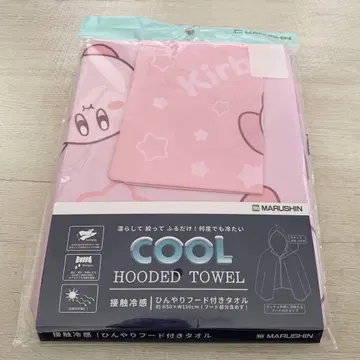 MARUSHIN
Kirb
濡らして 絞って ふるだけ!何度でも冷たい
COOL
HOODED TOWEL
接触冷感 ひんやりフード付きタオル
MARUSHIN
接触冷感 ひんやりフード付きタオル
MARUSHIN